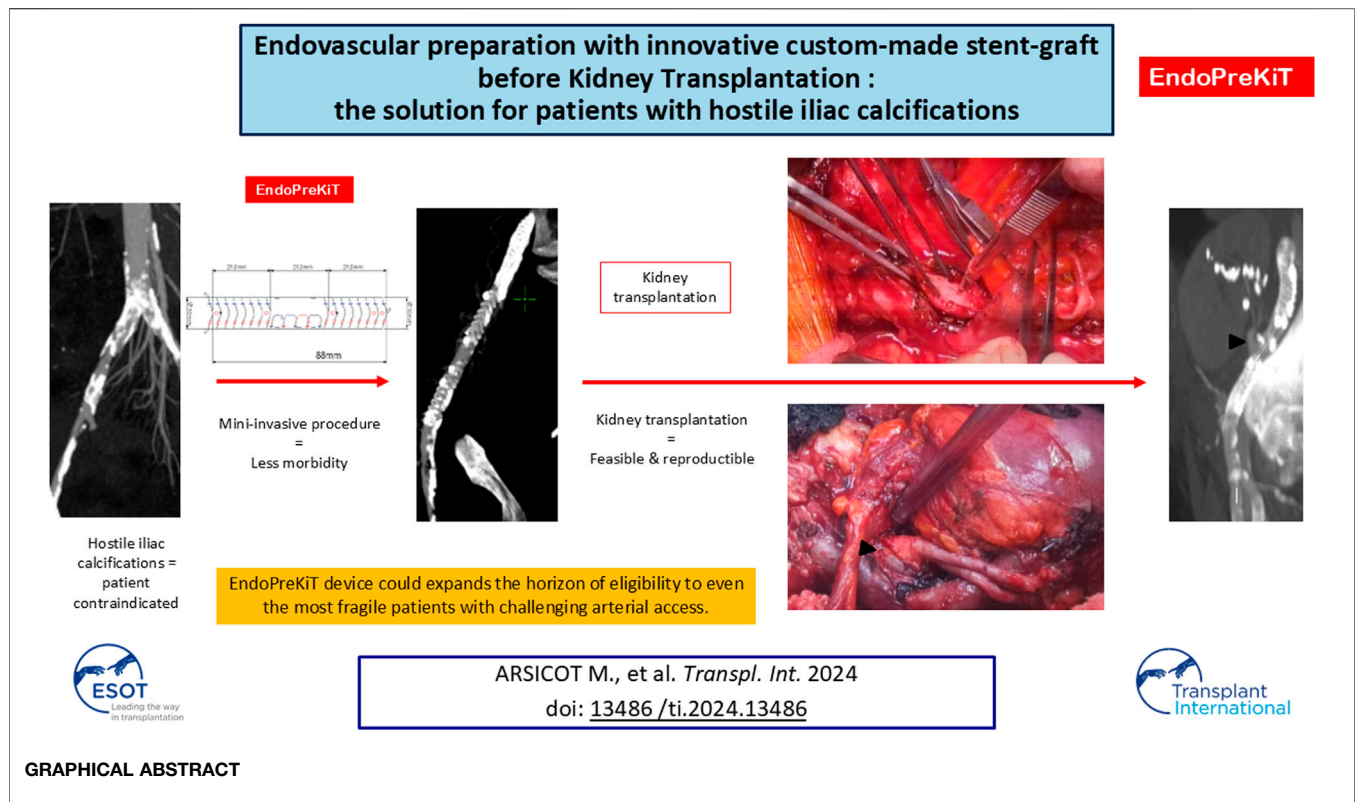 Endovascular preparation with innovative custom-made stent-graft
before Kidney Transplantation :
the solution for patients with hostile iliac calcifications
EndoPreKiT
EndoPreKiT
88mm
Mini-invasive procedure
=
Less morbidity
Kidney
transplantation
Kidney transplantation
=
Feasible & reproductible
Hostile iliac
calcifications =
patient
contraindicated
EndoPreKiT device could expands the horizon of eligibility to even
the most fragile patients with challenging arterial access.
ESOT
Leading the way
in transplantation
ARSICOT M., et al. Transpl. Int. 2024
doi: 13486 /ti.2024.13486
Transplant
International
GRAPHICAL ABSTRACT